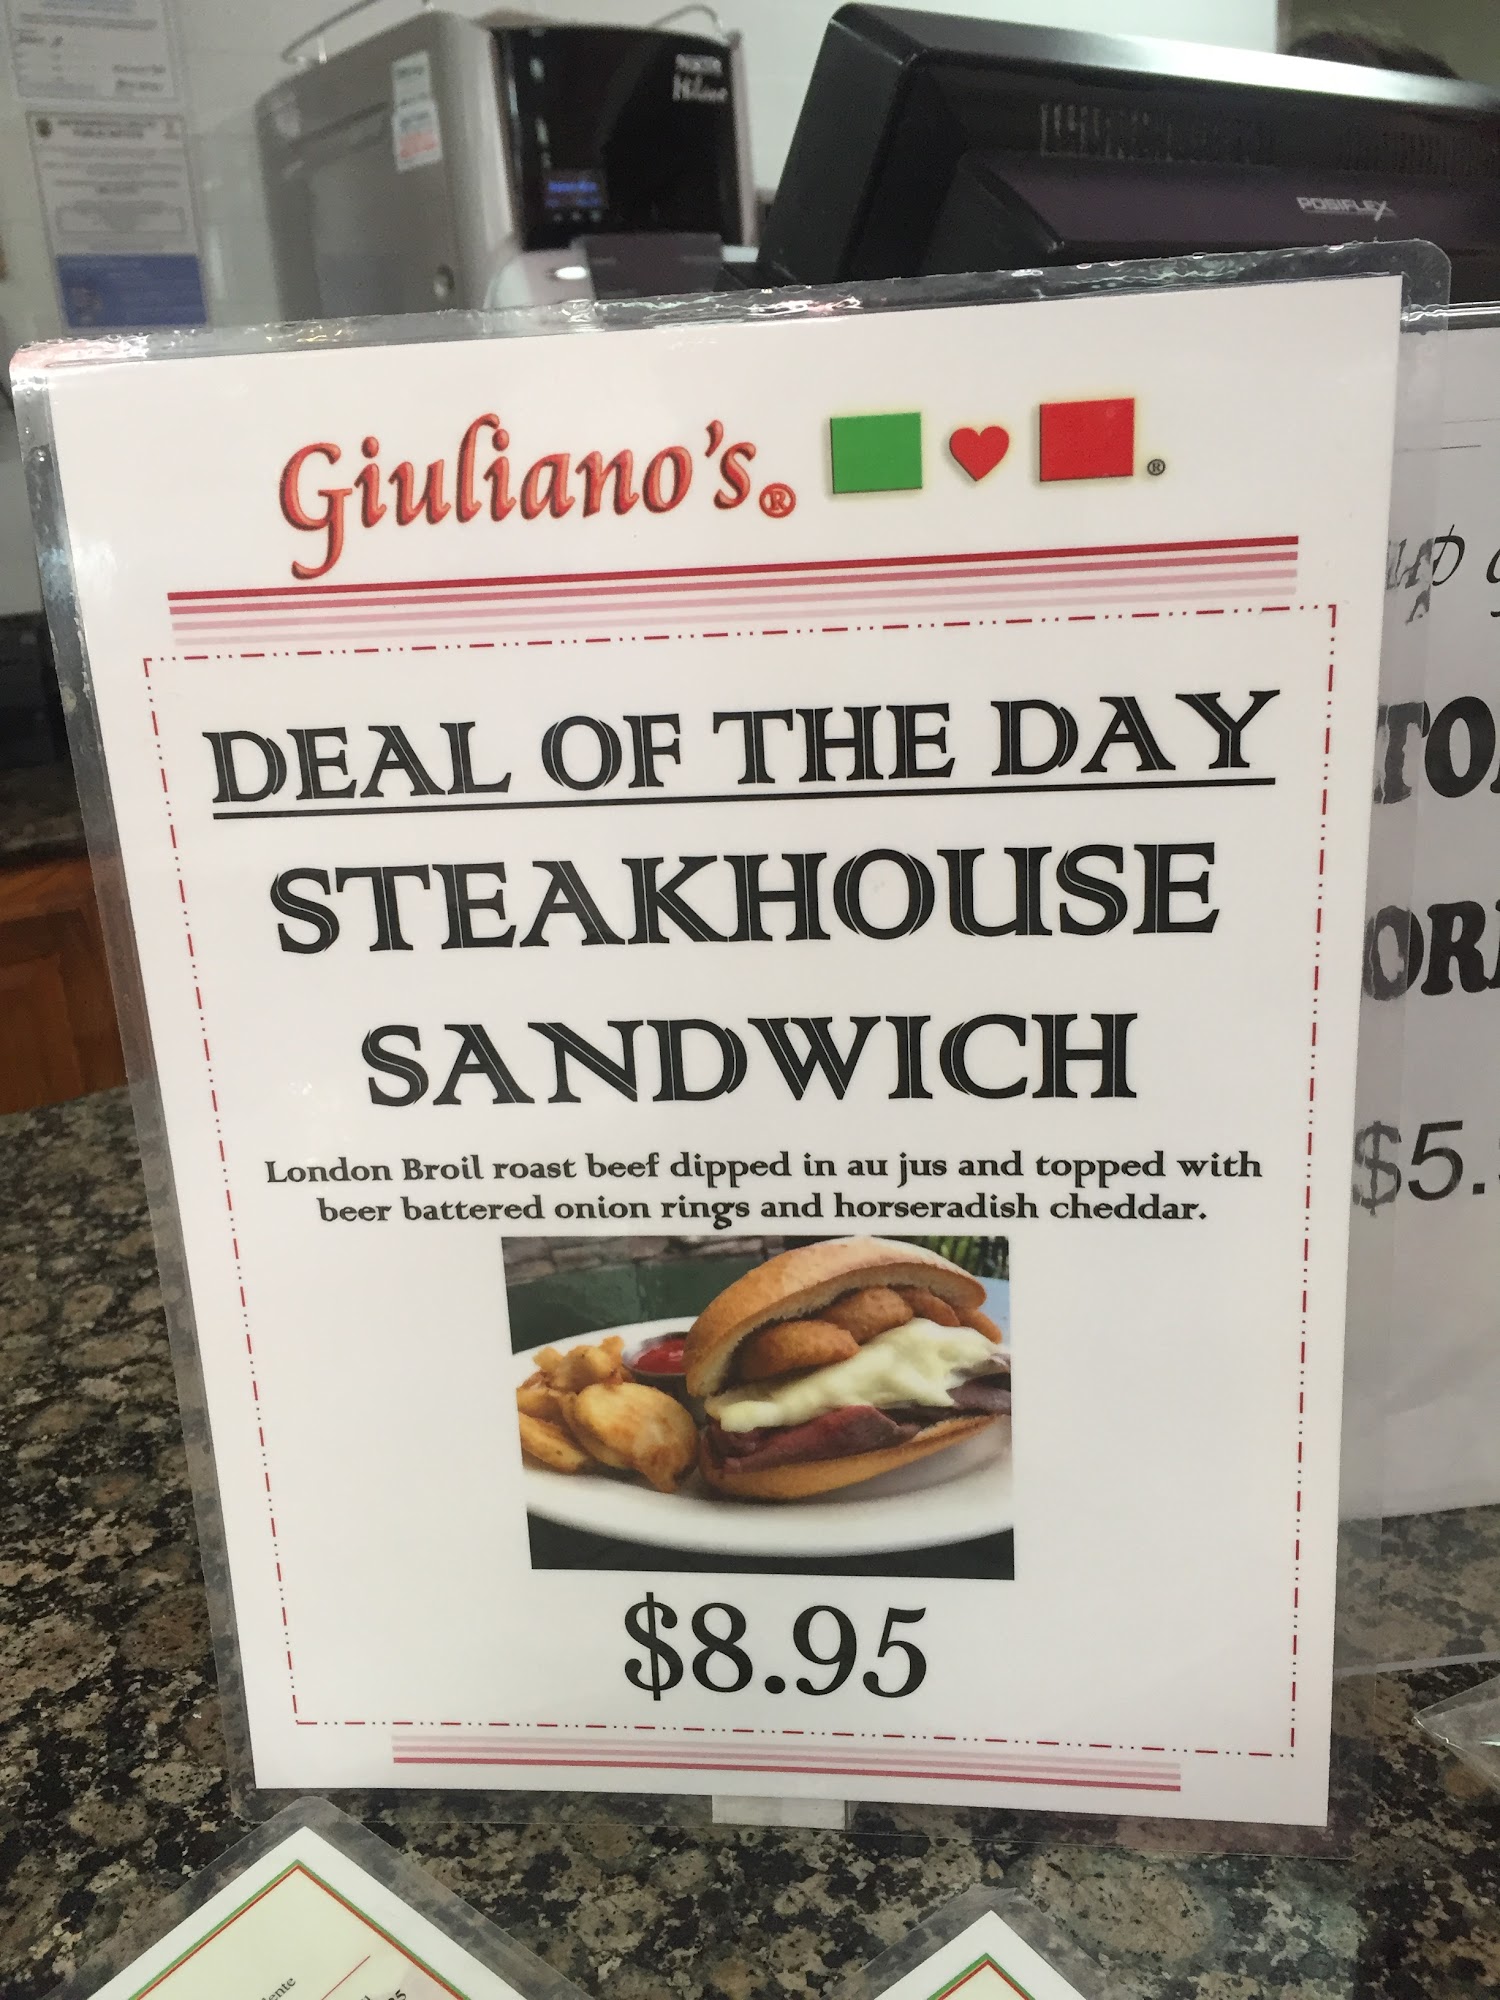 POSIFLEX
Giuliano's®
®
DEAL OF THE DAY
STEAKHOUSE
SANDWICH
London Broil roast beef dipped in au jus and topped with
beer battered onion rings and horseradish cheddar.
$8.95
$5.